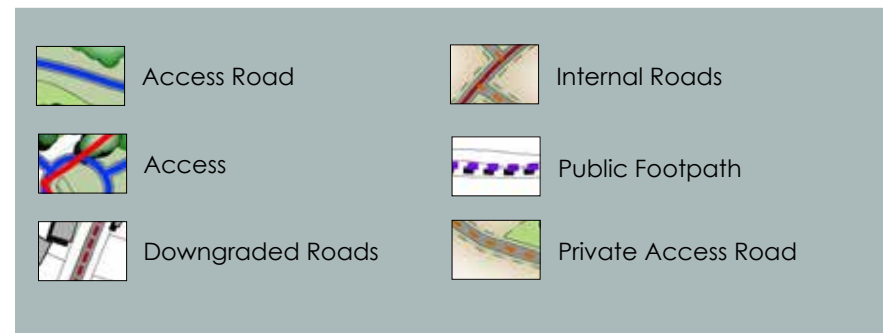 Access Road
Internal Roads
Access
Public Footpath
Downgraded Roads
Private Access Road